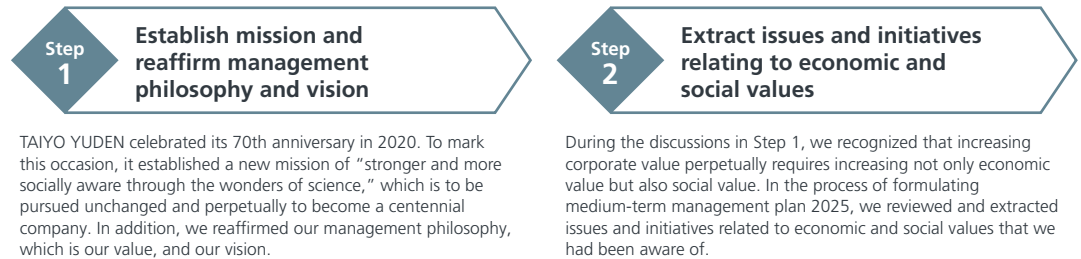 Step
1
Establish mission and
reaffirm management
philosophy and vision
TAIYO YUDEN celebrated its 70th anniversary in 2020. To mark
this occasion, it established a new mission of “stronger and more
socially aware through the wonders of science,” which is to be
pursued unchanged and perpetually to become a centennial
company. In addition, we reaffirmed our management philosophy,
which is our value, and our vision.
Step
2
Extract issues and initiatives
relating to economic and
social values
During the discussions in Step 1, we recognized that increasing
corporate value perpetually requires increasing not only economic
value but also social value. In the process of formulating
medium-term management plan 2025, we reviewed and extracted
issues and initiatives related to economic and social values that we
had been aware of.